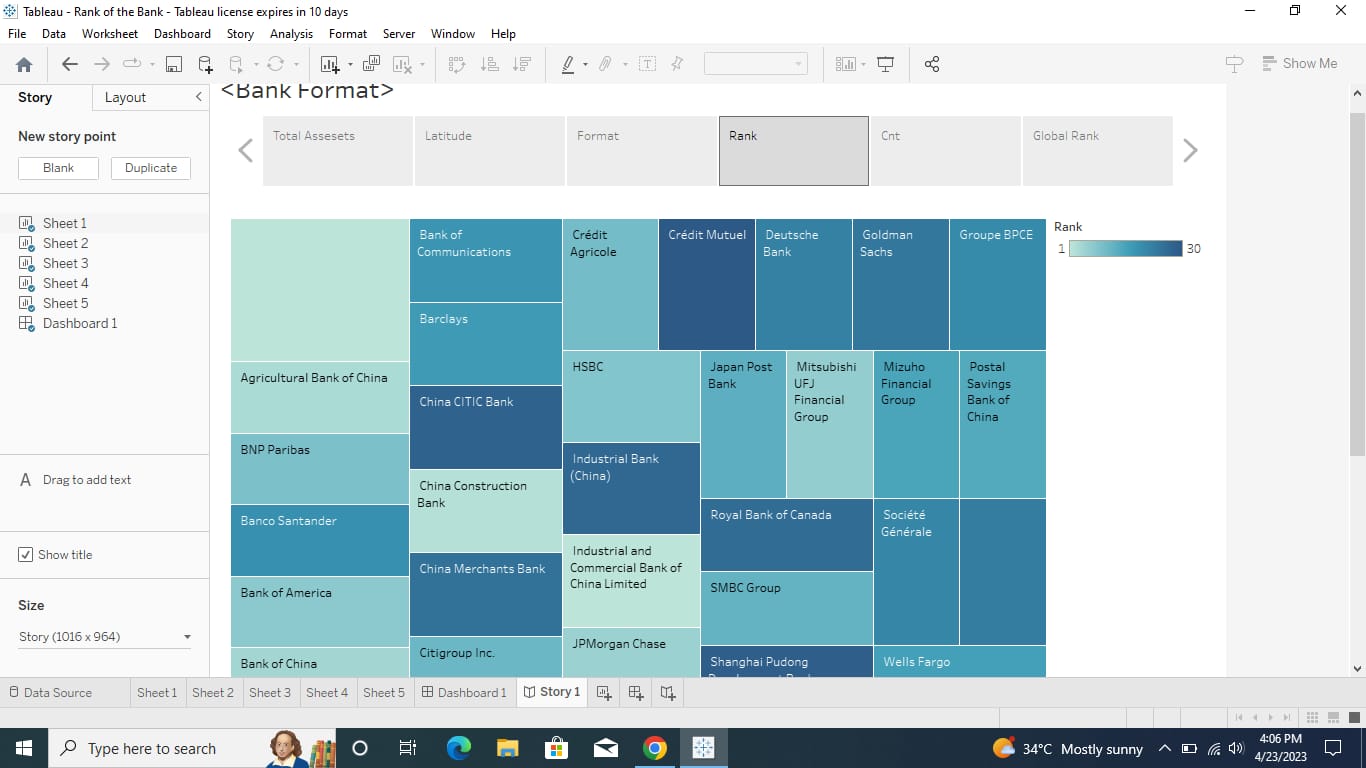 Tableau - Rank of the Bank - Tableau license expires in 10 days
File Data Worksheet Dashboard Story Analysis Format Server Window Help
Show Me
Story Layout
<Bank Format>
New story point
Blank Duplicate
Total Assesets Latitude Format Rank Cnt Global Rank
Sheet 1
Sheet 2
Sheet 3
Sheet 4
Sheet 5
Dashboard 1
A Drag to add text
Show title
Size
Story (1016 x 964)
Agricultural Bank of China
BNP Paribas
Banco Santander
Bank of America
Bank of China
Bank of
Communications
Barclays
China CITIC Bank
China Construction
Bank
China Merchants Bank
Citigroup Inc.
Crédit
Agricole
Crédit Mutuel
Deutsche
Bank
Goldman
Sachs
Groupe BPCE
HSBC
Industrial Bank
(China)
Industrial and
Commercial Bank of
China Limited
JPMorgan Chase
Japan Post
Bank
Mitsubishi
UFJ
Financial
Group
Mizuho
Financial
Group
Postal
Savings
Bank of
China
Royal Bank of Canada
SMBC Group
Shanghai Pudong
Société
Générale
Wells Fargo
Rank
1 30
Data Source Sheet 1 Sheet 2 Sheet 3 Sheet 4 Sheet 5 Dashboard 1 Story 1
Type here to search
34°C Mostly sunny
4:06 PM
4/23/2023